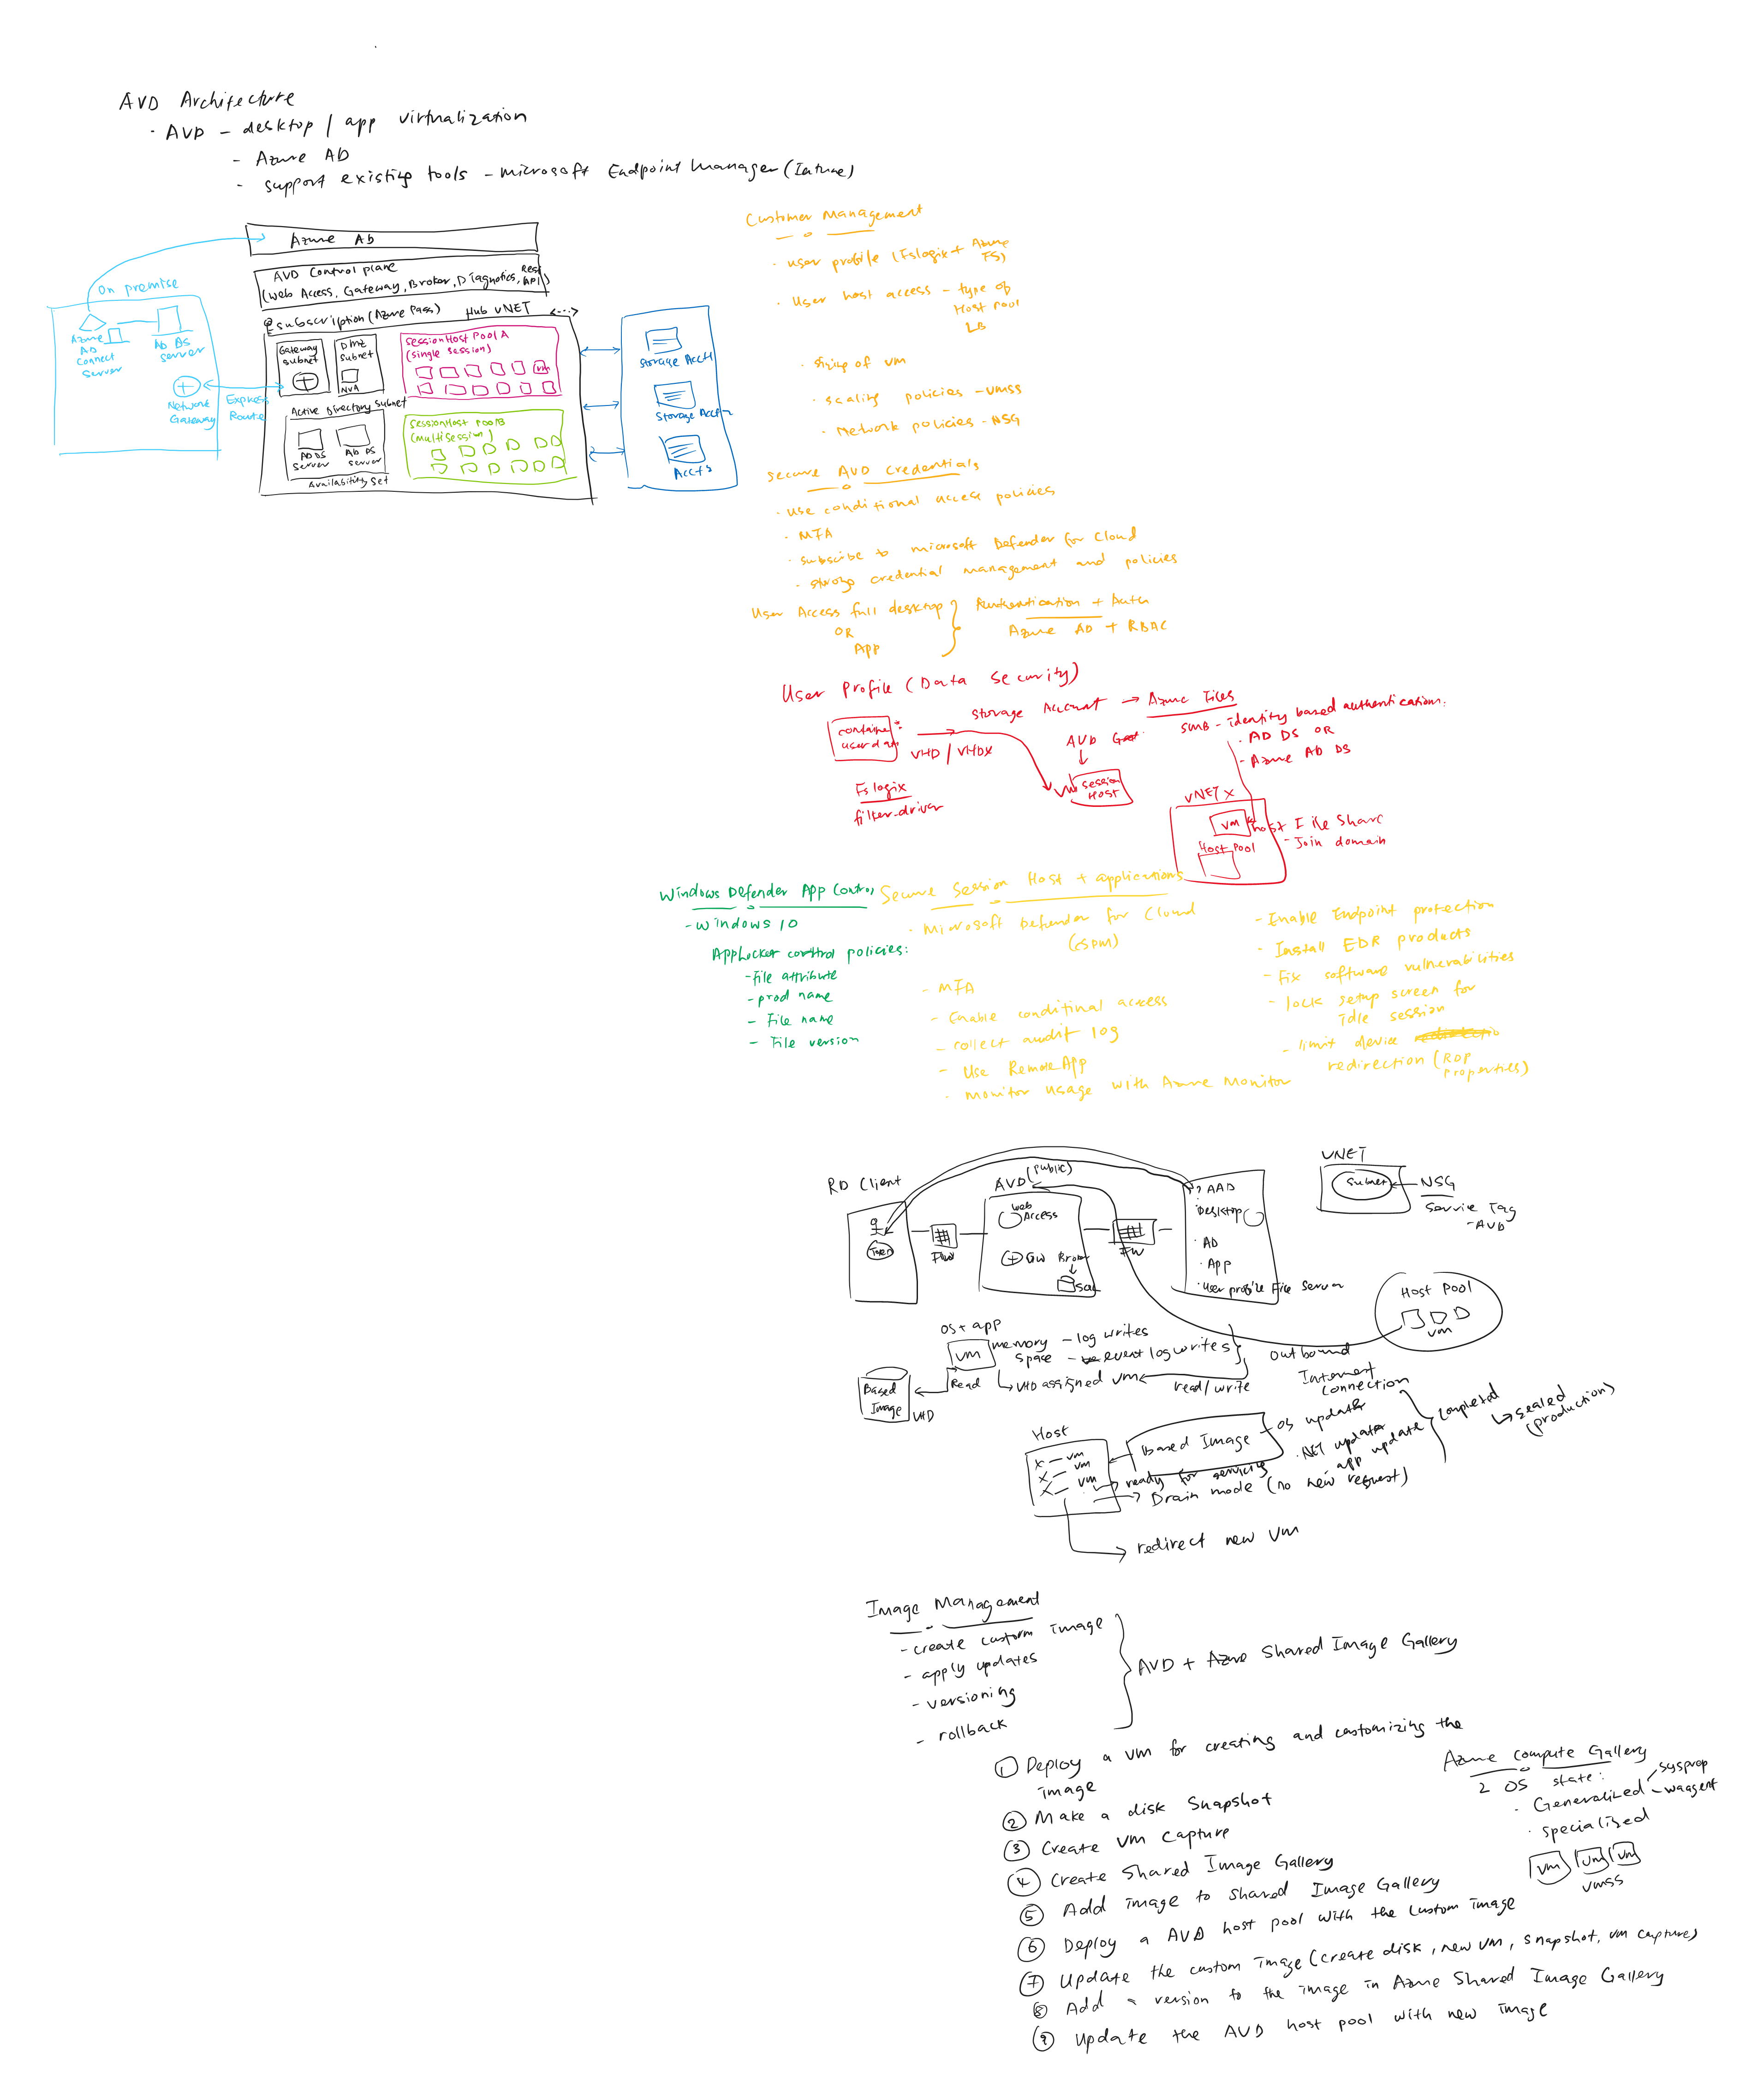 AVD Architecture
· AVD - desktop / app virtualization
- Azure AD
- support existing tools - microsoft Endpoint Manager (Intune)
Azure AD
AVD Control plane
(Web Access, Gateway, Broker, Diagnostics, Rest API)
subscription (Azure Pass) Hub VNET
On premise
Azure AD Connect Server
AD DS Server
Network Gateway
Express Route
Gateway subnet
DMZ subnet
NVA
SessionHost Pool A
(single session)
vm
Active Directory Subnet
AD DS Server
AD DS Server
Availability Set
SessionHost Pool B
(multisession)
Storage Acct1
Storage Acctn
Accts
Customer Management
· user profile (Fslogix + Azure FS)
· User host access - type of
Host pool
LB
· sizing of vm
· scaling policies - VMSS
· Network policies - NSG
Secure AVD Credentials
· use conditional access policies
· MFA
· subscribe to microsoft Defender for Cloud
· strong credential management and policies
User Access full desktop
OR
App
Authentication + Auth
Azure AD + RBAC
User Profile (Data Security)
container
user data
VHD / VHDX
Fslogix
filter-driver
Storage Account → Azure Files
SMB - identity based authentication.
· AD DS OR
- Azure AD DS
AVD
session
HOST
VNET x
vm
Host Pool
host File Share
- Join domain
Windows Defender App Control
- Windows 10
AppLocker control policies:
- file attribute
- prod name
- File name
- File version
Secure Session Host + applications
· Microsoft Defender for Cloud
(CSPM)
- MFA
- Enable conditinal access
- collect audit log
- Use RemoteApp
· monitor usage with Azure Monitor
- Enable Endpoint protection
- Install EDR products
- Fix software vulnerabilities
- lock setup screen for
idle session
- limit device
redirection (RDP
properties)
RD Client
FW
AVD (public)
Web Access
GW
Broker
SQL
FW
AAD
Desktop
· AD
· App
· User profile File Server
VNET
Subnet
NSG
Service Tag
- AVD
Host Pool
vm
Outbound
Internet
Connection
OS + app
vm
memory space
- log writes
- event log writes
Based
Image
VHD
Read
VHD assigned vm
read/write
Host
x - vm
x - vm
x - vm
Based Image
- OS update
· .NET update
- app update
completed
↳ sealed
(production)
ready for servicing
Drain mode (no new request)
redirect new vm
Image Management
- create custom image
- apply updates
- versioning
- rollback
AVD + Azure Shared Image Gallery
① Deploy a vm for creating and customizing the
image
② Make a disk Snapshot
③ Create VM Capture
④ Create Shared Image Gallery
⑤ Add image to shared Image Gallery
⑥ Deploy a AVD host pool with the custom image
⑦ Update the custom image (create disk, new VM, snapshot, vm capture)
⑧ Add a version to the image in Azure Shared Image Gallery
⑨ Update the AVD host pool with new image
Azure Compute Gallery
2 OS state:
· Generalized
sysprep
- waagent
· specialized
vm vm vm
VMSS